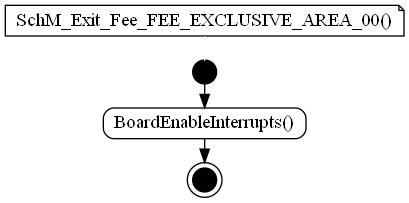 SchM_Exit_Fee_FEE_EXCLUSIVE_AREA_00()
BoardEnableInterrupts()